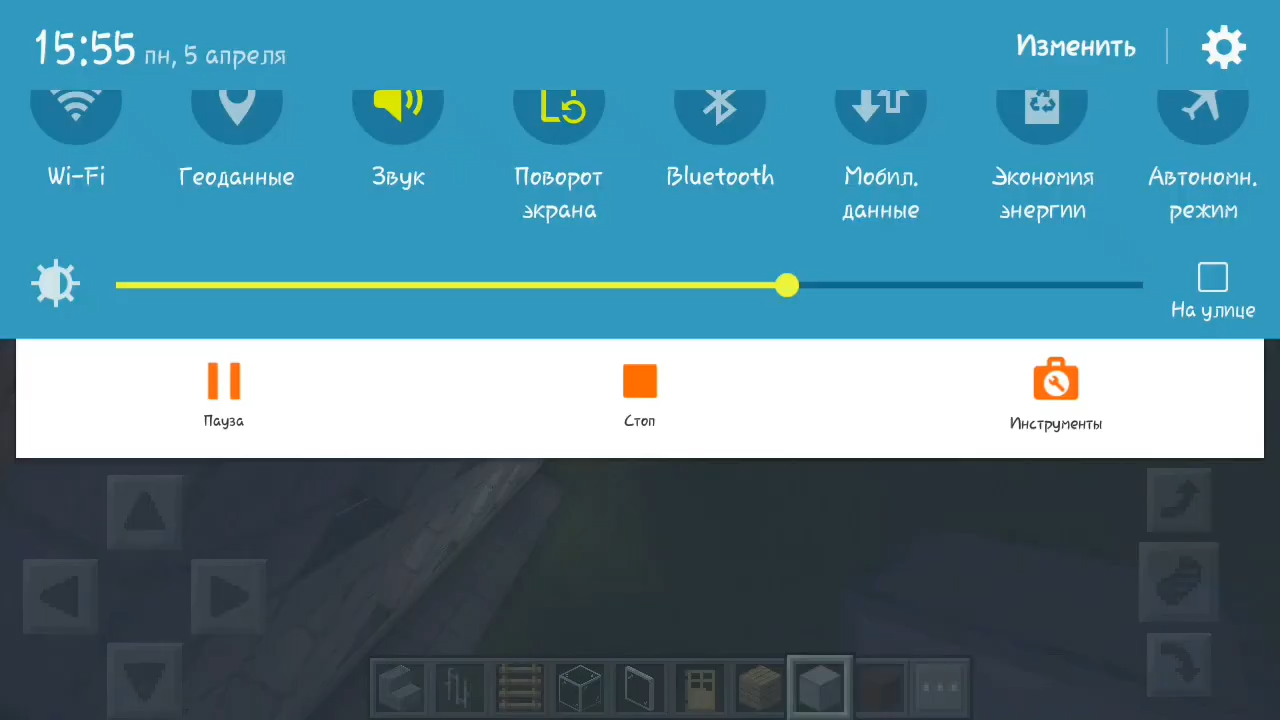 15:55 пн, 5 апреля
Изменить
Wi-Fi
Геоданные
Звук
Поворот
экрана
Bluetooth
Мобил.
данные
Экономия
энергии
Автономн.
режим
На улице
Пауза
Стоп
Инструменты